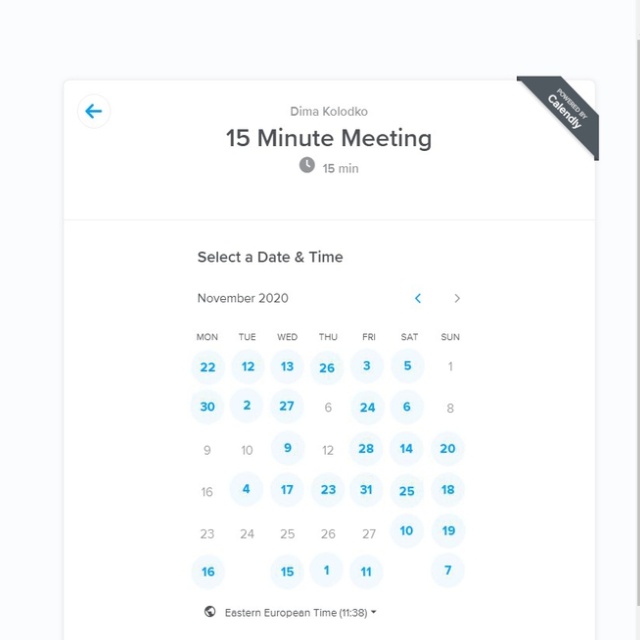 POWERED BY
Calendly
Dima Kolodko
15 Minute Meeting
15 min
Select a Date & Time
November 2020
MON TUE WED THU FRI SAT SUN
22 12 13 26 3 5 1
30 2 27 6 24 6 8
9 10 9 12 28 14 20
16 4 17 23 31 25 18
23 24 25 26 27 10 19
16 15 1 11 7
Eastern European Time (11:38)